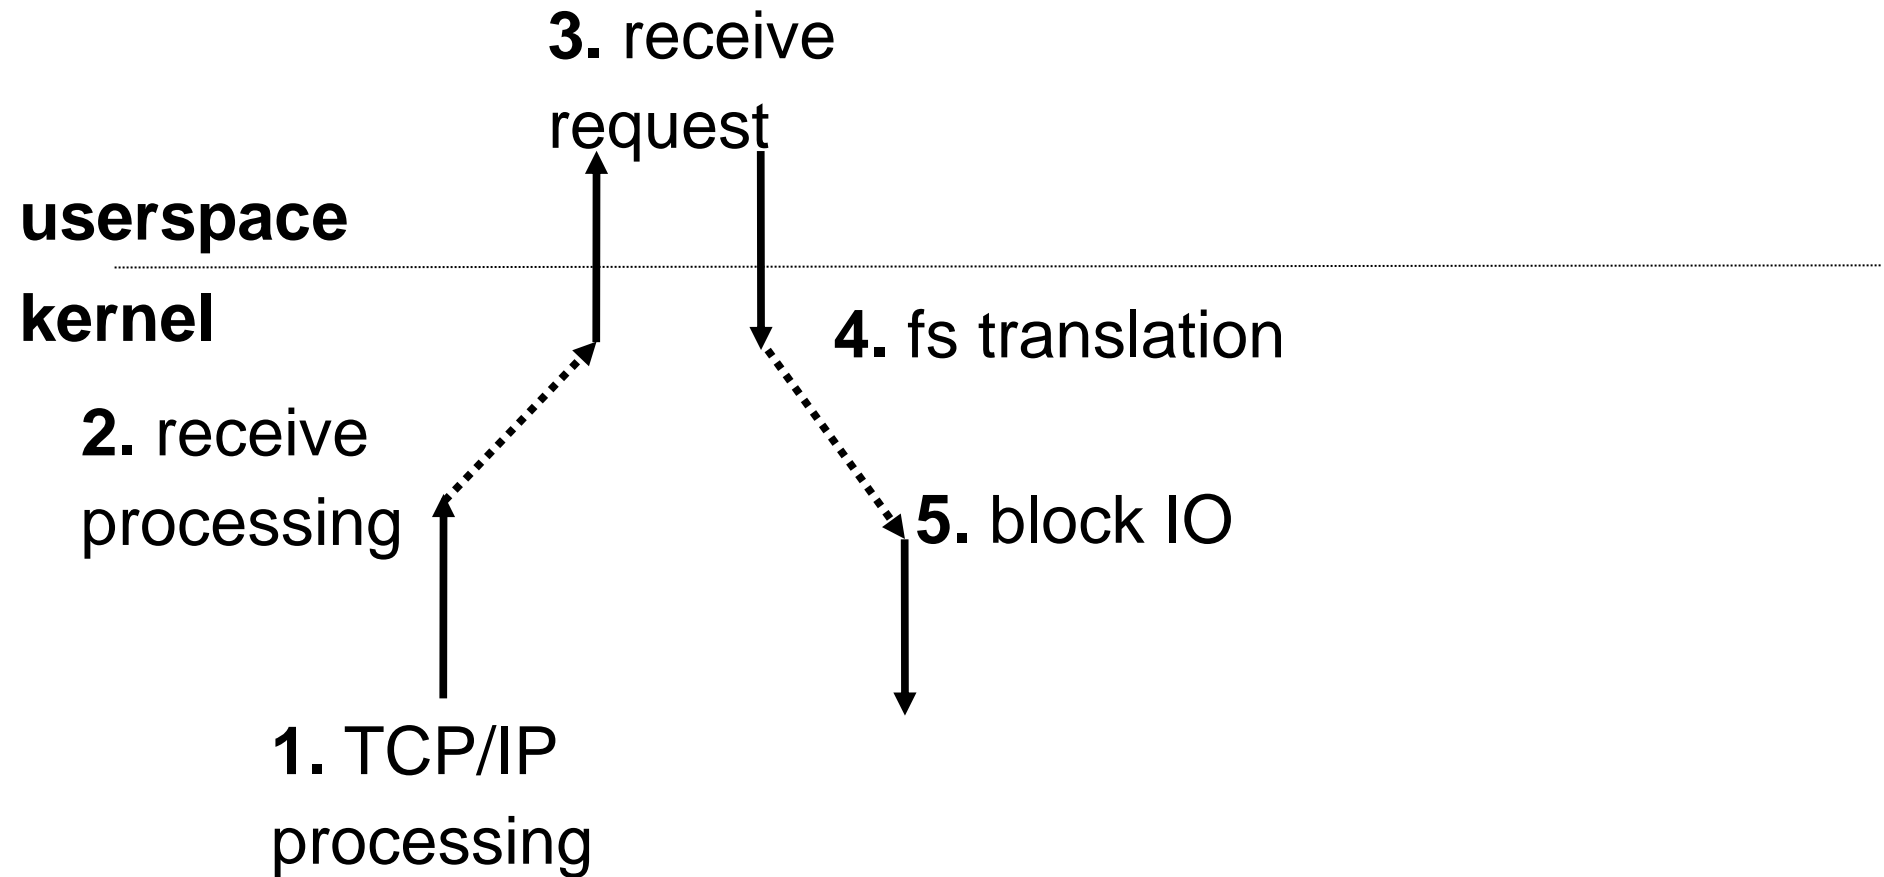 3. receive
request
userspace
kernel
4. fs translation
2. receive
processing
5. block IO
1. TCP/IP
processing